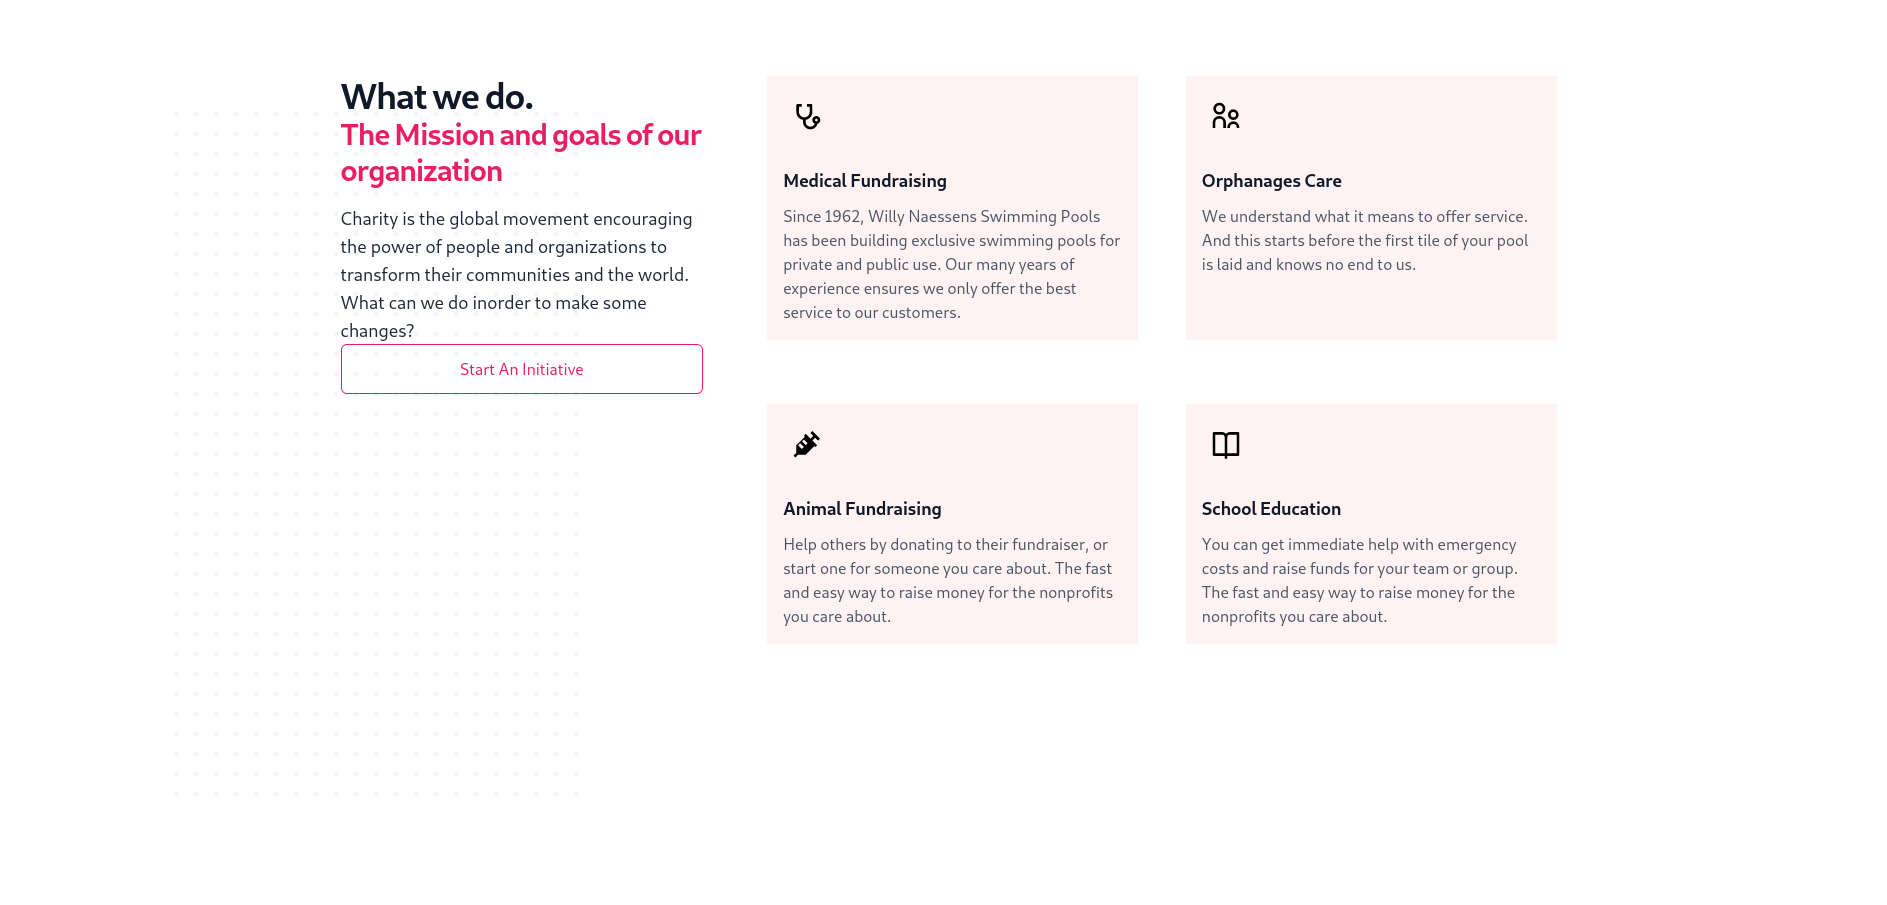 What we do.
The Mission and goals of our
organization
Charity is the global movement encouraging
the power of people and organizations to
transform their communities and the world.
What can we do inorder to make some
changes?
Start An Initiative
Medical Fundraising
Since 1962, Willy Naessens Swimming Pools
has been building exclusive swimming pools for
private and public use. Our many years of
experience ensures we only offer the best
service to our customers.
Orphanages Care
We understand what it means to offer service.
And this starts before the first tile of your pool
is laid and knows no end to us.
Animal Fundraising
Help others by donating to their fundraiser, or
start one for someone you care about. The fast
and easy way to raise money for the nonprofits
you care about.
School Education
You can get immediate help with emergency
costs and raise funds for your team or group.
The fast and easy way to raise money for the
nonprofits you care about.